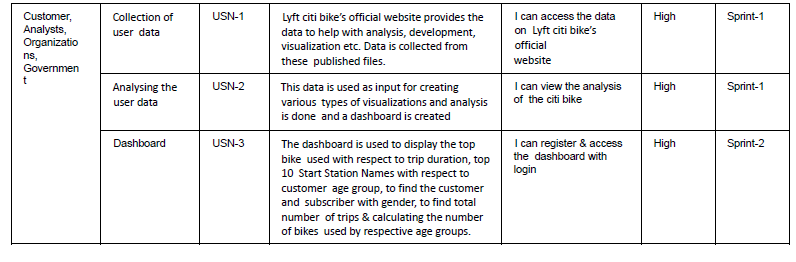 Customer,
Analysts,
Organizatio
ns,
Governmen
t
Collection of
user data
USN-1
Lyft citi bike's official website provides the
data to help with analysis, development,
visualization etc. Data is collected from
these published files.
I can access the data
on Lyft citi bike's
official
website
High
Sprint-1
Analysing the
user data
USN-2
This data is used as input for creating
various types of visualizations and analysis
is done and a dashboard is created
I can view the analysis
of the citi bike
High
Sprint-1
Dashboard
USN-3
The dashboard is used to display the top
bike used with respect to trip duration, top
10 Start Station Names with respect to
customer age group, to find the customer
and subscriber with gender, to find total
number of trips & calculating the number
of bikes used by respective age groups.
I can register & access
the dashboard with
login
High
Sprint-2